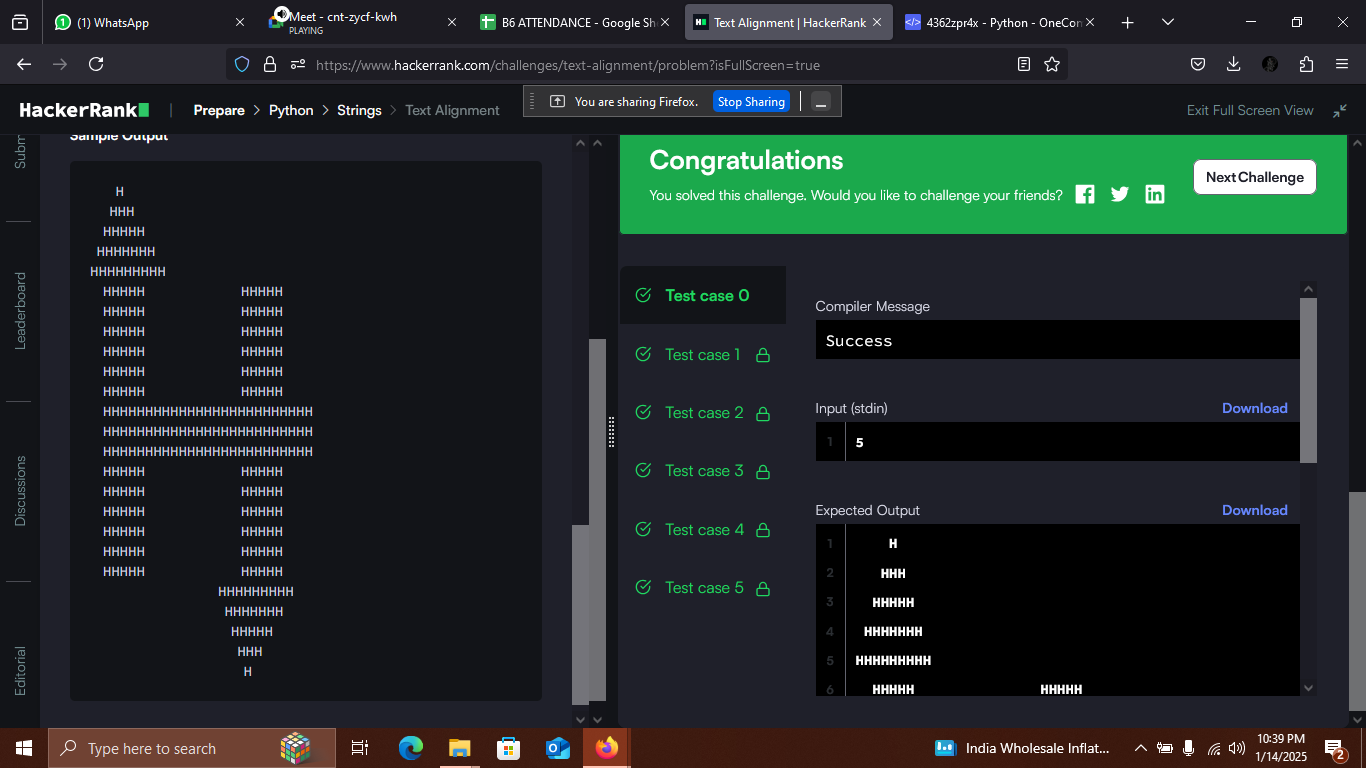 (1) WhatsApp
Meet - cnt-zycf-kwh
PLAYING
B6 ATTENDANCE - Google Sh
Text Alignment | HackerRank
4362zpr4x - Python - OneCon
https://www.hackerrank.com/challenges/text-alignment/problem?isFullScreen=true
HackerRank
Prepare > Python > Strings > Text Alignment
You are sharing Firefox. Stop Sharing
Exit Full Screen View
Subm
Leaderboard
Discussions
Editorial
Sample Output
    H
   HHH
  HHHHH
 HHHHHHH
HHHHHHHHH
  HHHHH               HHHHH
  HHHHH               HHHHH
  HHHHH               HHHHH
  HHHHH               HHHHH
  HHHHH               HHHHH
  HHHHH               HHHHH
  HHHHHHHHHHHHHHHHHHHHHHHHH
  HHHHHHHHHHHHHHHHHHHHHHHHH
  HHHHHHHHHHHHHHHHHHHHHHHHH
  HHHHH               HHHHH
  HHHHH               HHHHH
  HHHHH               HHHHH
  HHHHH               HHHHH
  HHHHH               HHHHH
  HHHHH               HHHHH
                    HHHHHHHHH
                     HHHHHHH
                      HHHHH
                       HHH
                        H
Congratulations
You solved this challenge. Would you like to challenge your friends?
Next Challenge
Test case 0
Test case 1
Test case 2
Test case 3
Test case 4
Test case 5
Compiler Message
Success
Input (stdin) Download
1 5
Expected Output Download
1     H
2    HHH
3   HHHHH
4  HHHHHHH
5 HHHHHHHHH
6   HHHHH               HHHHH
Type here to search
India Wholesale Inflat...
10:39 PM
1/14/2025
2